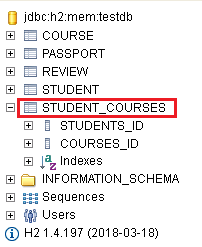 jdbc:h2:mem:testdb
COURSE
PASSPORT
REVIEW
STUDENT
STUDENT_COURSES
STUDENTS_ID
COURSES_ID
Indexes
INFORMATION_SCHEMA
Sequences
Users
H2 1.4.197 (2018-03-18)